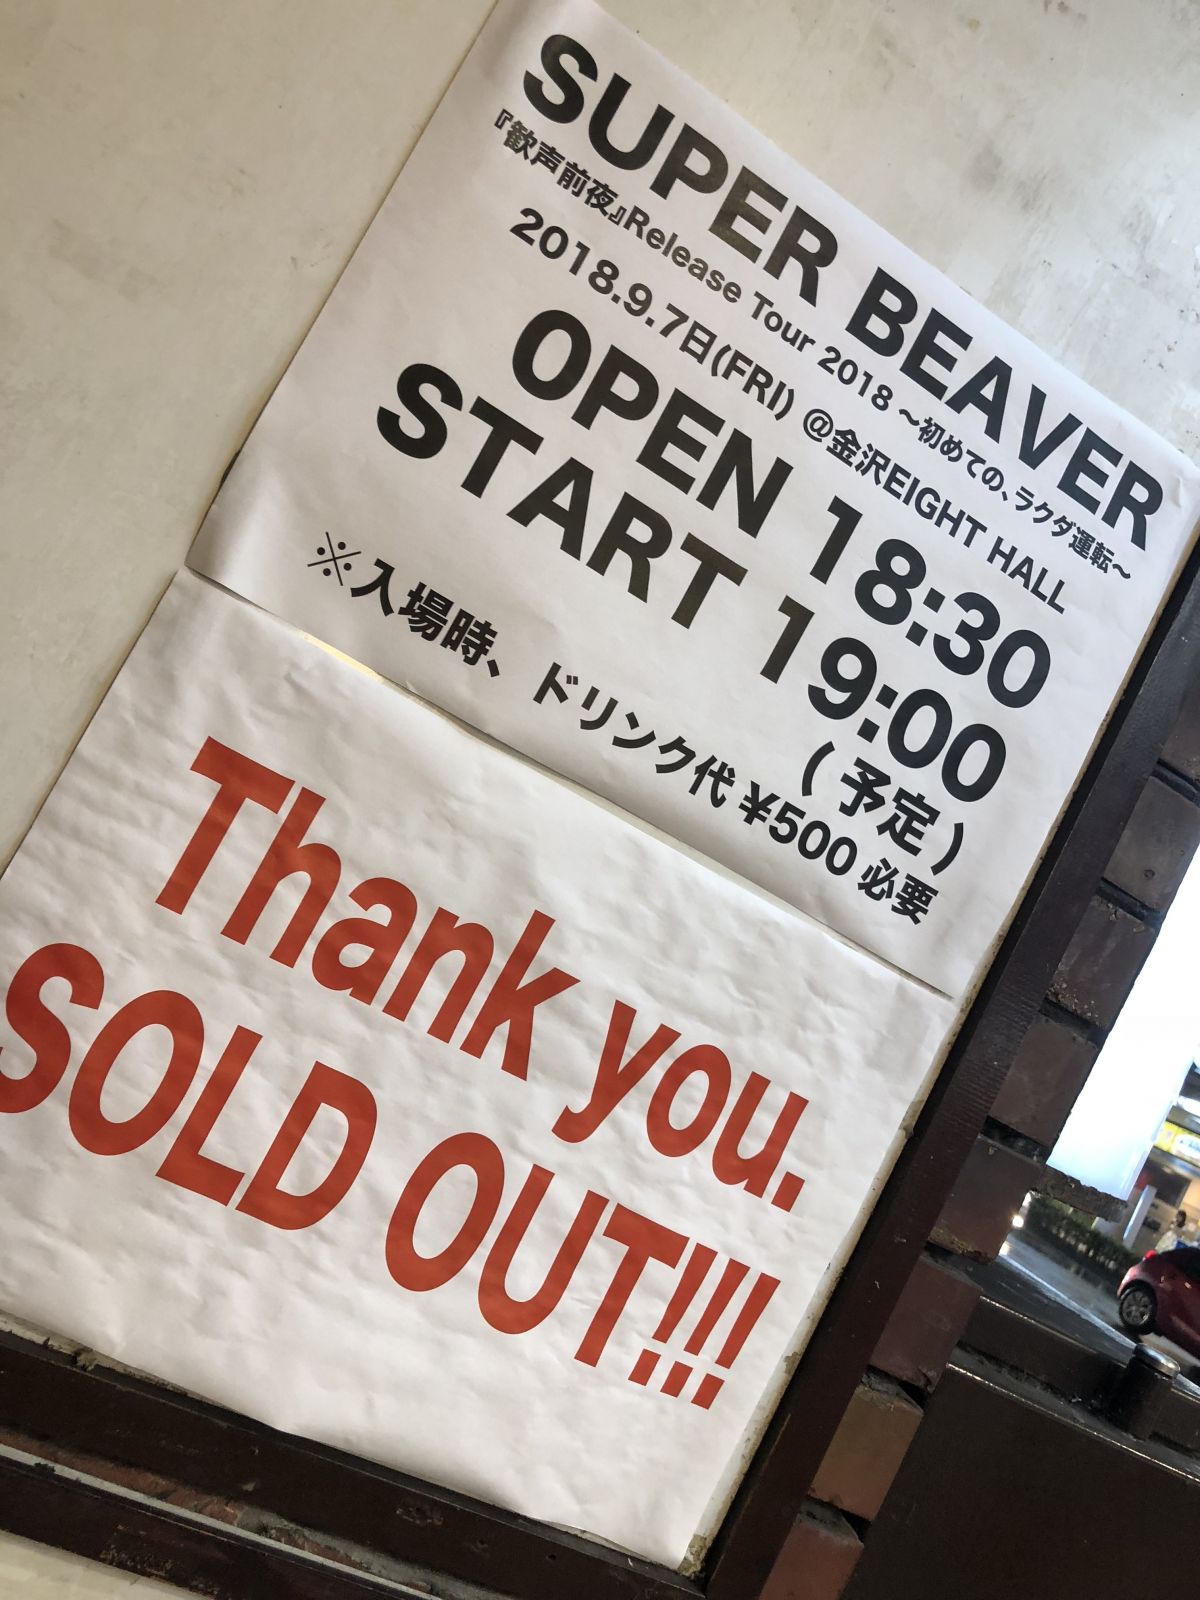 SUPER BEAVER
『歓声前夜』Release Tour 2018 ～初めての、ラクダ運転～
2018.9.7日(FRI) @金沢EIGHT HALL
OPEN 18:30
START 19:00
(予定)
※入場時、ドリンク代 ¥500 必要
Thank you.
SOLD OUT!!!